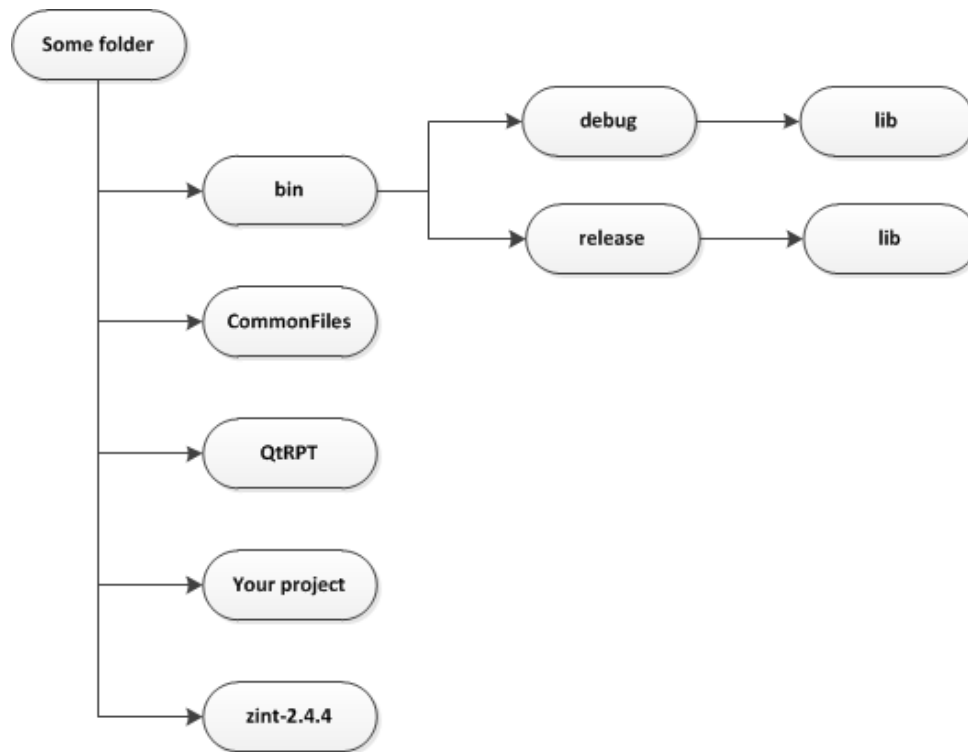 Some folder
debug
lib
bin
release
lib
CommonFiles
QtRPT
Your project
zint-2.4.4